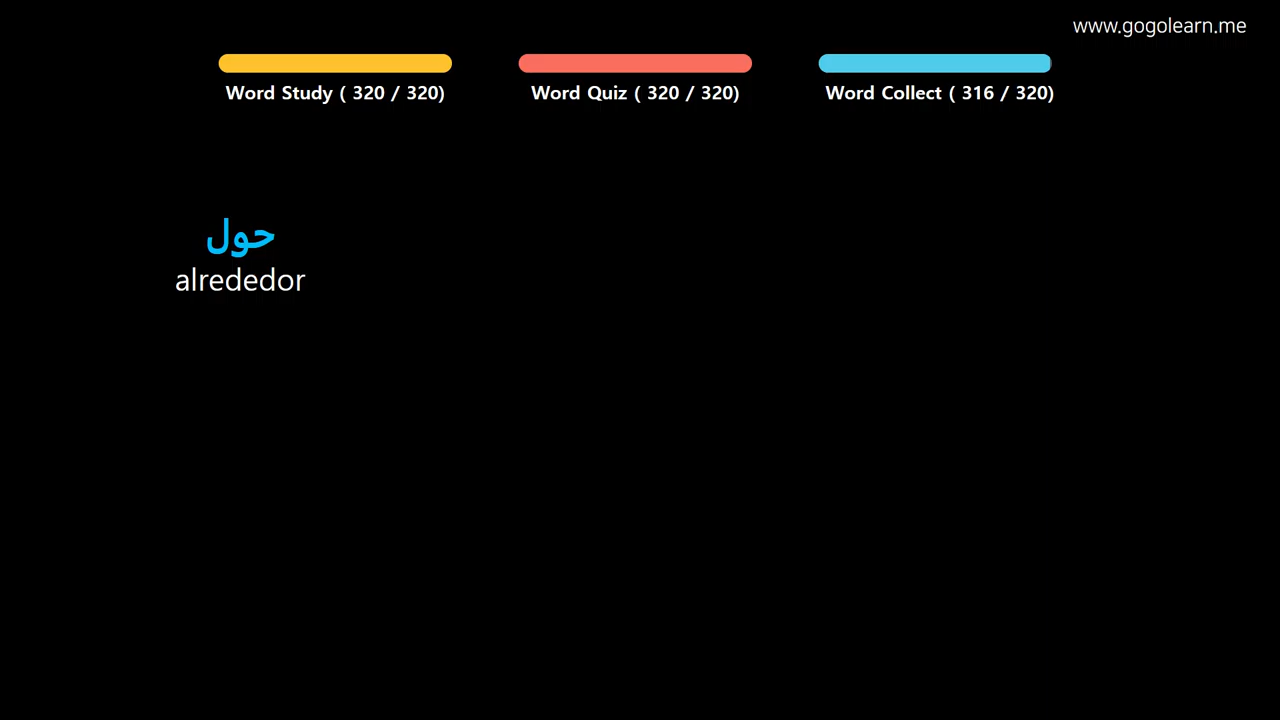 www.gogolearn.me
Word Study ( 320 / 320)
Word Quiz ( 320 / 320)
Word Collect ( 316 / 320)
حول
alrededor